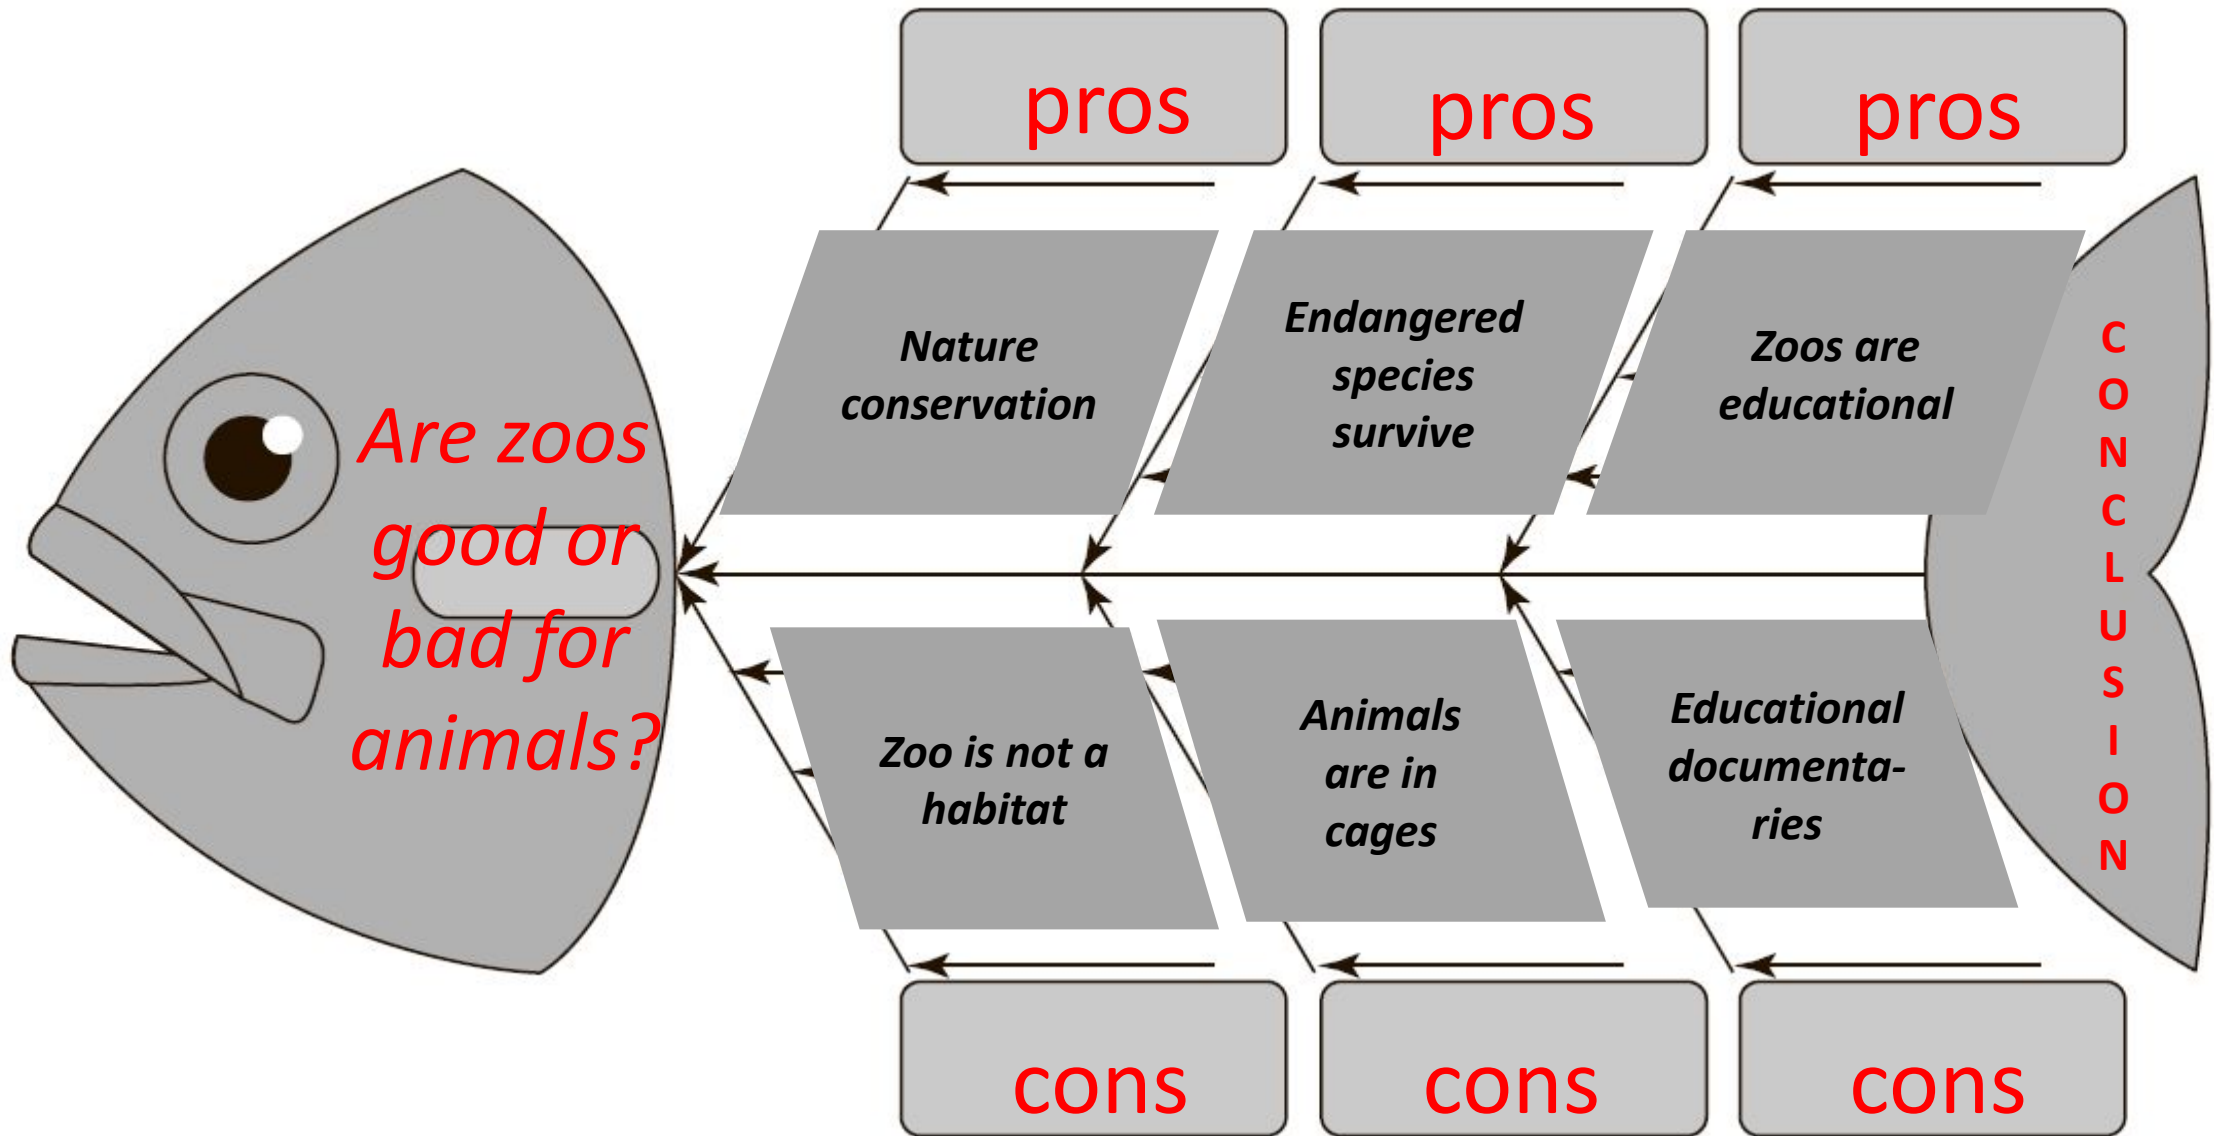 pros
pros
pros
Are zoos
good or
bad for
animals?
Nature
conservation
Endangered
species
survive
Zoos are
educational
Zoo is not a
habitat
Animals
are in
cages
Educational
documenta-
ries
C
O
N
C
L
U
S
I
O
N
cons
cons
cons